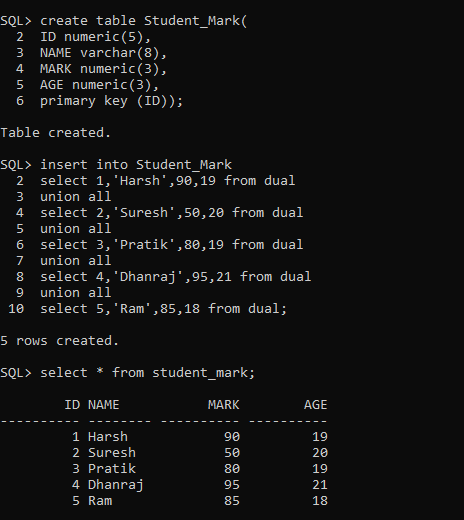 SQL> create table Student_Mark(
  2  ID numeric(5),
  3  NAME varchar(8),
  4  MARK numeric(3),
  5  AGE numeric(3),
  6  primary key (ID));
Table created.
SQL> insert into Student_Mark
  2  select 1,'Harsh',90,19 from dual
  3  union all
  4  select 2,'Suresh',50,20 from dual
  5  union all
  6  select 3,'Pratik',80,19 from dual
  7  union all
  8  select 4,'Dhanraj',95,21 from dual
  9  union all
 10  select 5,'Ram',85,18 from dual;
5 rows created.
SQL> select * from student_mark;
        ID NAME           MARK        AGE
---------- -------- ---------- ----------
         1 Harsh            90         19
         2 Suresh           50         20
         3 Pratik           80         19
         4 Dhanraj          95         21
         5 Ram              85         18